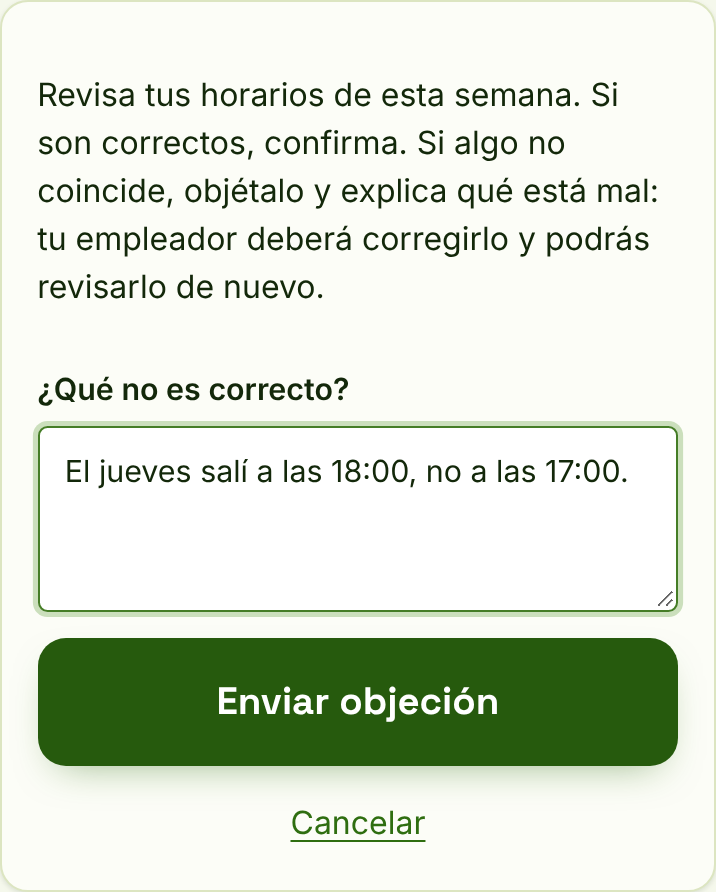 Revisa tus horarios de esta semana. Si
son correctos, confirma. Si algo no
coincide, objétalo y explica qué está mal:
tu empleador deberá corregirlo y podrás
revisarlo de nuevo.
¿Qué no es correcto?
El jueves salí a las 18:00, no a las 17:00.
Enviar objeción
Cancelar